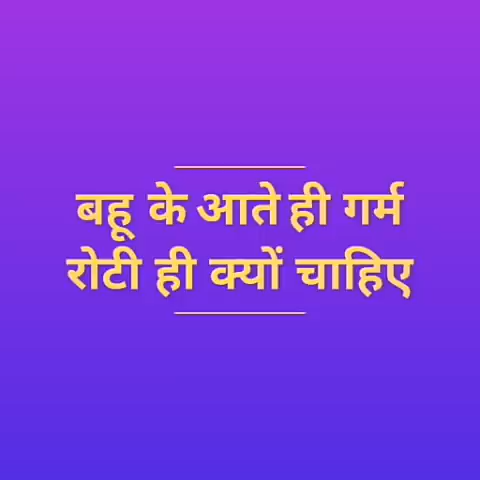 बहू के आते ही गर्म
रोटी ही क्यों चाहिए